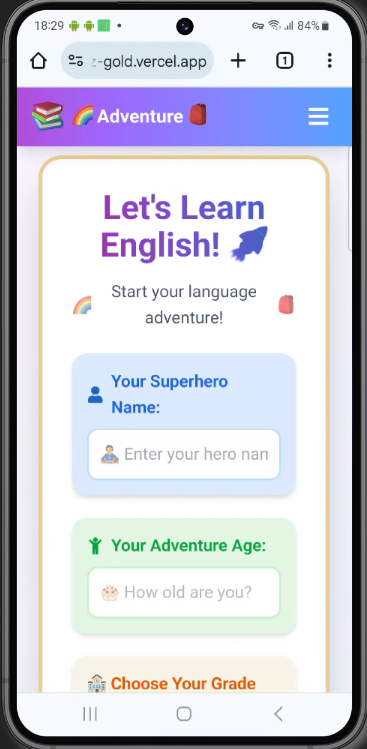 18:29
84%
z-gold.vercel.app
1
Adventure
Let's Learn
English!
Start your language
adventure!
Your Superhero
Name:
Enter your hero nam
Your Adventure Age:
How old are you?
Choose Your Grade